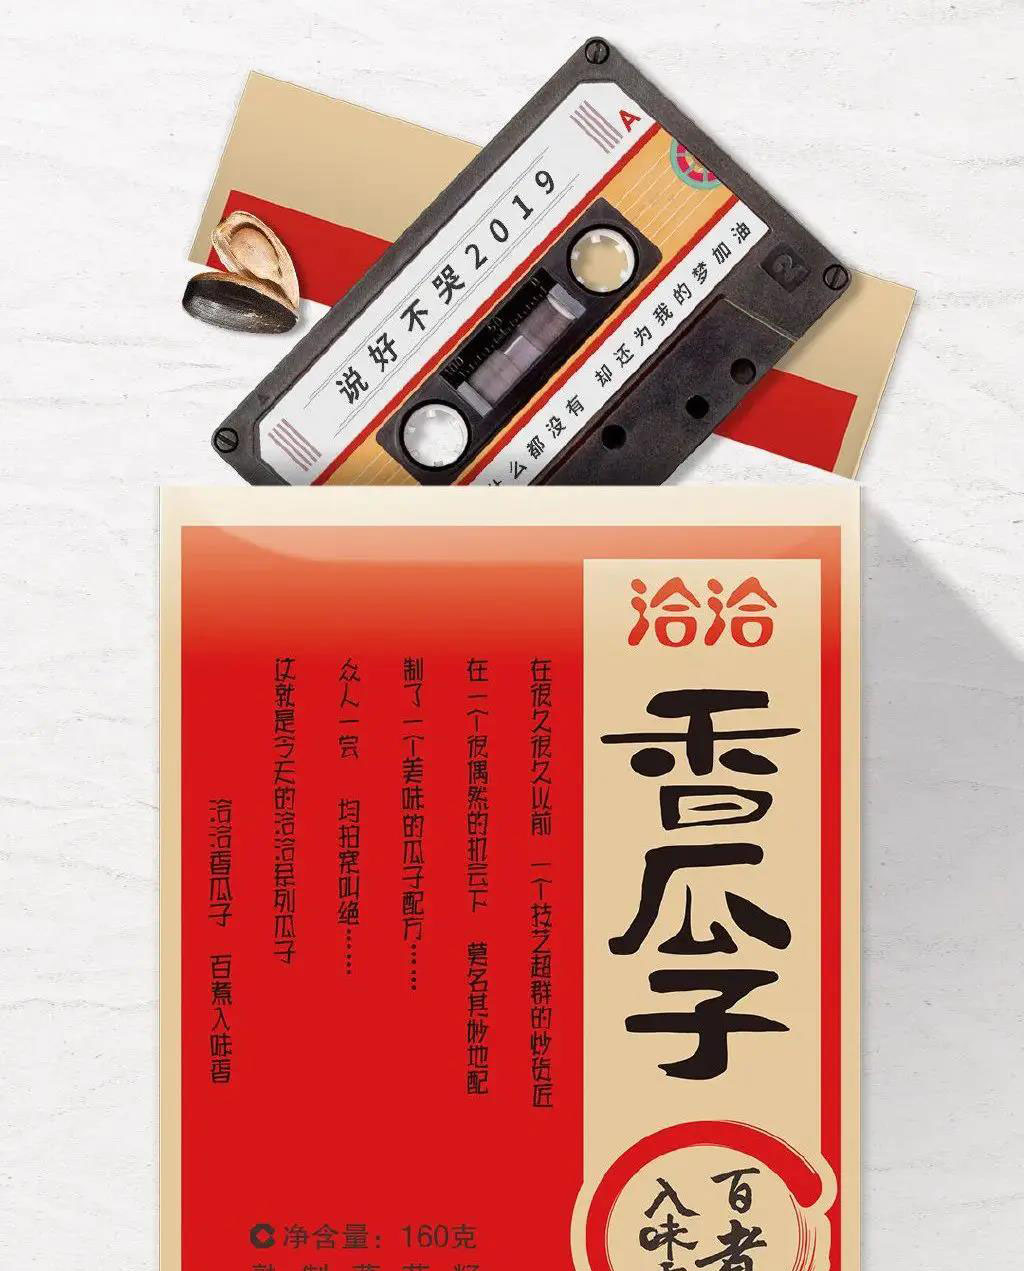 A
说好不哭2019
么都没有 却还为我的梦加油
2
50
100
洽洽
香瓜子
在很久很久以前 一个技艺超群的炒货匠
在一个很偶然的机会下 莫名其妙地配
制了一个美味的瓜子配方……
众人一尝 均拍案叫绝……
这就是今天的洽洽系列瓜子
洽洽香瓜子 百煮入味香
百煮
入味
净含量：160克